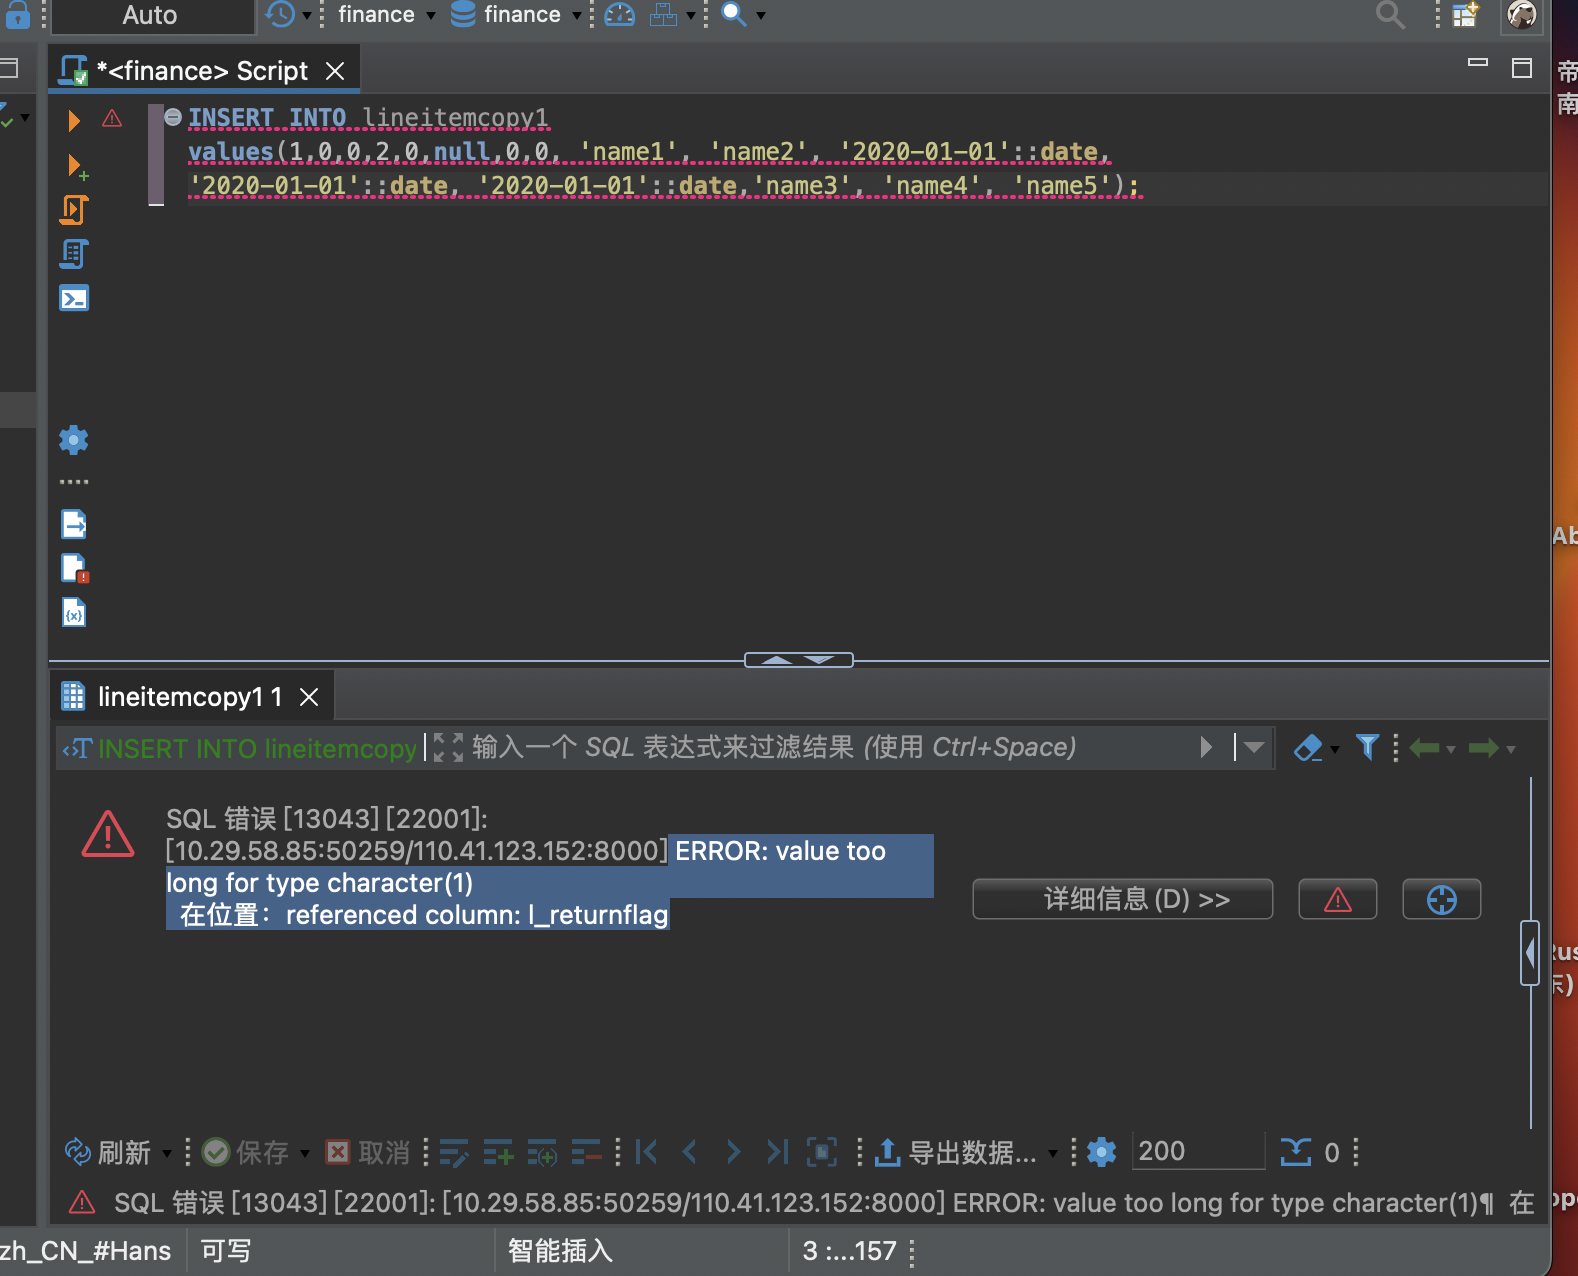 Auto
finance
finance
*<finance> Script
INSERT INTO lineitemcopy1
values(1,0,0,2,0,null,0,0, 'name1', 'name2', '2020-01-01'::date,
'2020-01-01'::date, '2020-01-01'::date,'name3', 'name4', 'name5');
lineitemcopy1 1
INSERT INTO lineitemcopy
输入一个 SQL 表达式来过滤结果 (使用 Ctrl+Space)
SQL 错误 [13043] [22001]:
[10.29.58.85:50259/110.41.123.152:8000] ERROR: value too
long for type character(1)
在位置：referenced column: l_returnflag
详细信息 (D) >>
刷新
保存
取消
导出数据...
200
0
SQL 错误 [13043] [22001]: [10.29.58.85:50259/110.41.123.152:8000] ERROR: value too long for type character(1)¶ 在
zh_CN_#Hans
可写
智能插入
3 :...157
帝
南
Ab